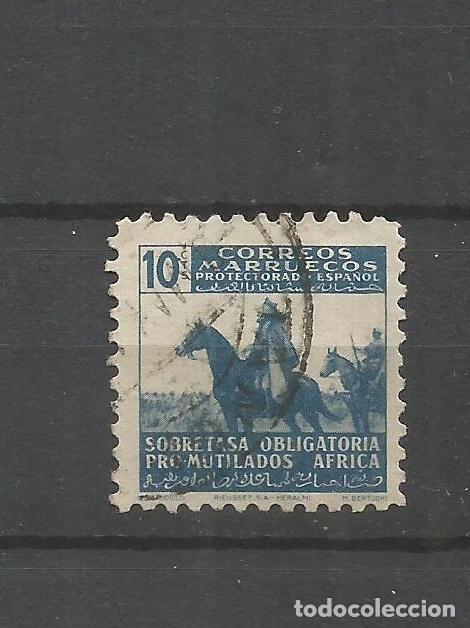 10 CTS
CORREOS
MARRUECOS
PROTECTORADO ESPAÑOL
SOBRETASA OBLIGATORIA
PRO-MUTILADOS AFRICA
RIEUSSET S.A. HERALMI M. BERTUCHI
todocoleccion